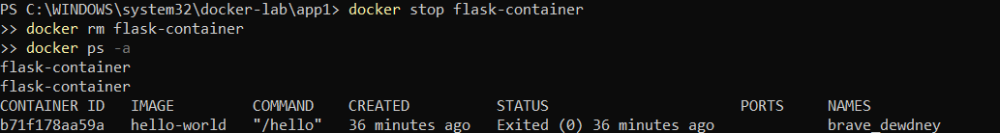 PS C:\WINDOWS\system32\docker-lab\app1> docker stop flask-container
>> docker rm flask-container
>> docker ps -a
flask-container
flask-container
CONTAINER ID   IMAGE         COMMAND    CREATED          STATUS                      PORTS     NAMES
b71f178aa59a   hello-world   "/hello"   36 minutes ago   Exited (0) 36 minutes ago             brave_dewdney